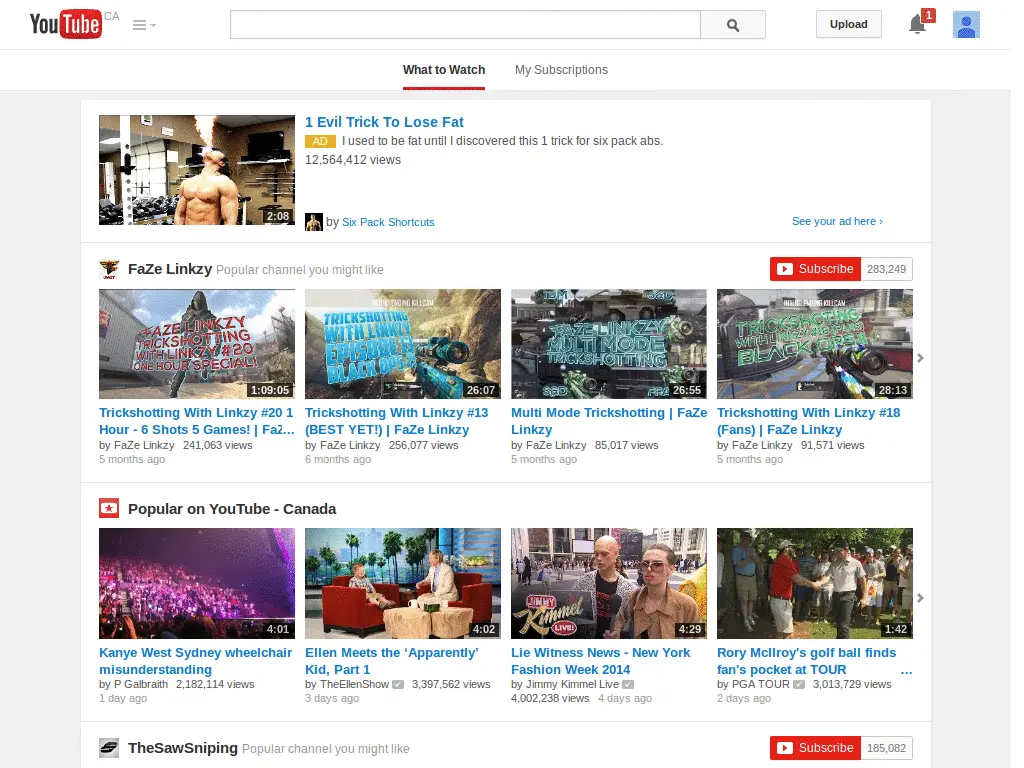 YouTube CA
Upload
1
What to Watch My Subscriptions
1 Evil Trick To Lose Fat
AD I used to be fat until I discovered this 1 trick for six pack abs.
12,564,412 views
2:08
by Six Pack Shortcuts
See your ad here ›
FaZe Linkzy Popular channel you might like
Subscribe 283,249
FAZE LINKZY
TRICKSHOTTING
WITH LINKZY #20
ONE HOUR SPECIAL!
1:09:05
TRICKSHOTTING
WITH LINKZY
EPISODE 13
BLACK OPS 2
26:07
TDM SSG
FAZE LINKZY
MULTI MODE
TRICKSHOTTING
26:55
ROUND ENDING KILLCAM
TRICKSHOTTING
WITH LINKZY
BLACK OPS 2
28:13
Trickshotting With Linkzy #20 1
Hour - 6 Shots 5 Games! | FaZ...
by FaZe Linkzy 241,063 views
5 months ago
Trickshotting With Linkzy #13
(BEST YET!) | FaZe Linkzy
by FaZe Linkzy 256,077 views
6 months ago
Multi Mode Trickshotting | FaZe
Linkzy
by FaZe Linkzy 85,017 views
5 months ago
Trickshotting With Linkzy #18
(Fans) | FaZe Linkzy
by FaZe Linkzy 91,571 views
5 months ago
Popular on YouTube - Canada
4:01
4:02
JIMMY
Kimmel
LIVE!
4:29
1:42
Kanye West Sydney wheelchair
misunderstanding
by P Galbraith 2,182,114 views
1 day ago
Ellen Meets the ‘Apparently’
Kid, Part 1
by TheEllenShow 3,397,562 views
3 days ago
Lie Witness News - New York
Fashion Week 2014
by Jimmy Kimmel Live
4,002,238 views 4 days ago
Rory McIlroy's golf ball finds
fan's pocket at TOUR ...
by PGA TOUR 3,013,729 views
2 days ago
TheSawSniping Popular channel you might like
Subscribe 185,082